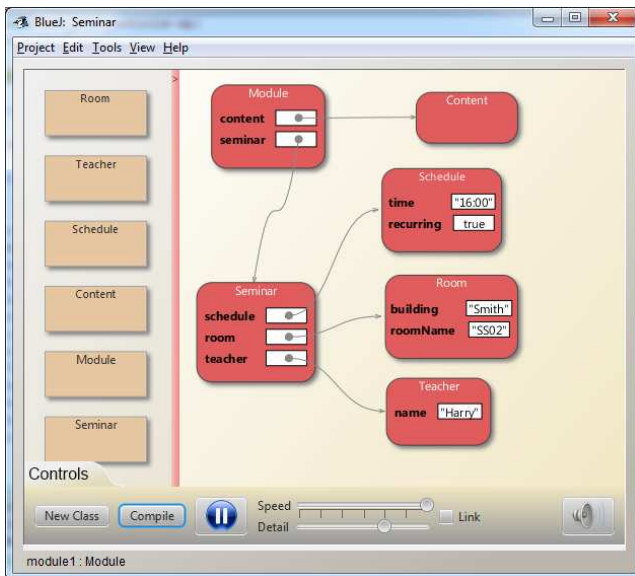 BlueJ: Seminar
Project Edit Tools View Help
Room
Teacher
Schedule
Content
Module
Seminar
>
Module
content
seminar
Content
Schedule
time "16:00"
recurring true
Seminar
schedule
room
teacher
Room
building "Smith"
roomName "SS02"
Teacher
name "Harry"
Controls
New Class Compile
Speed
Detail
Link
module1 : Module